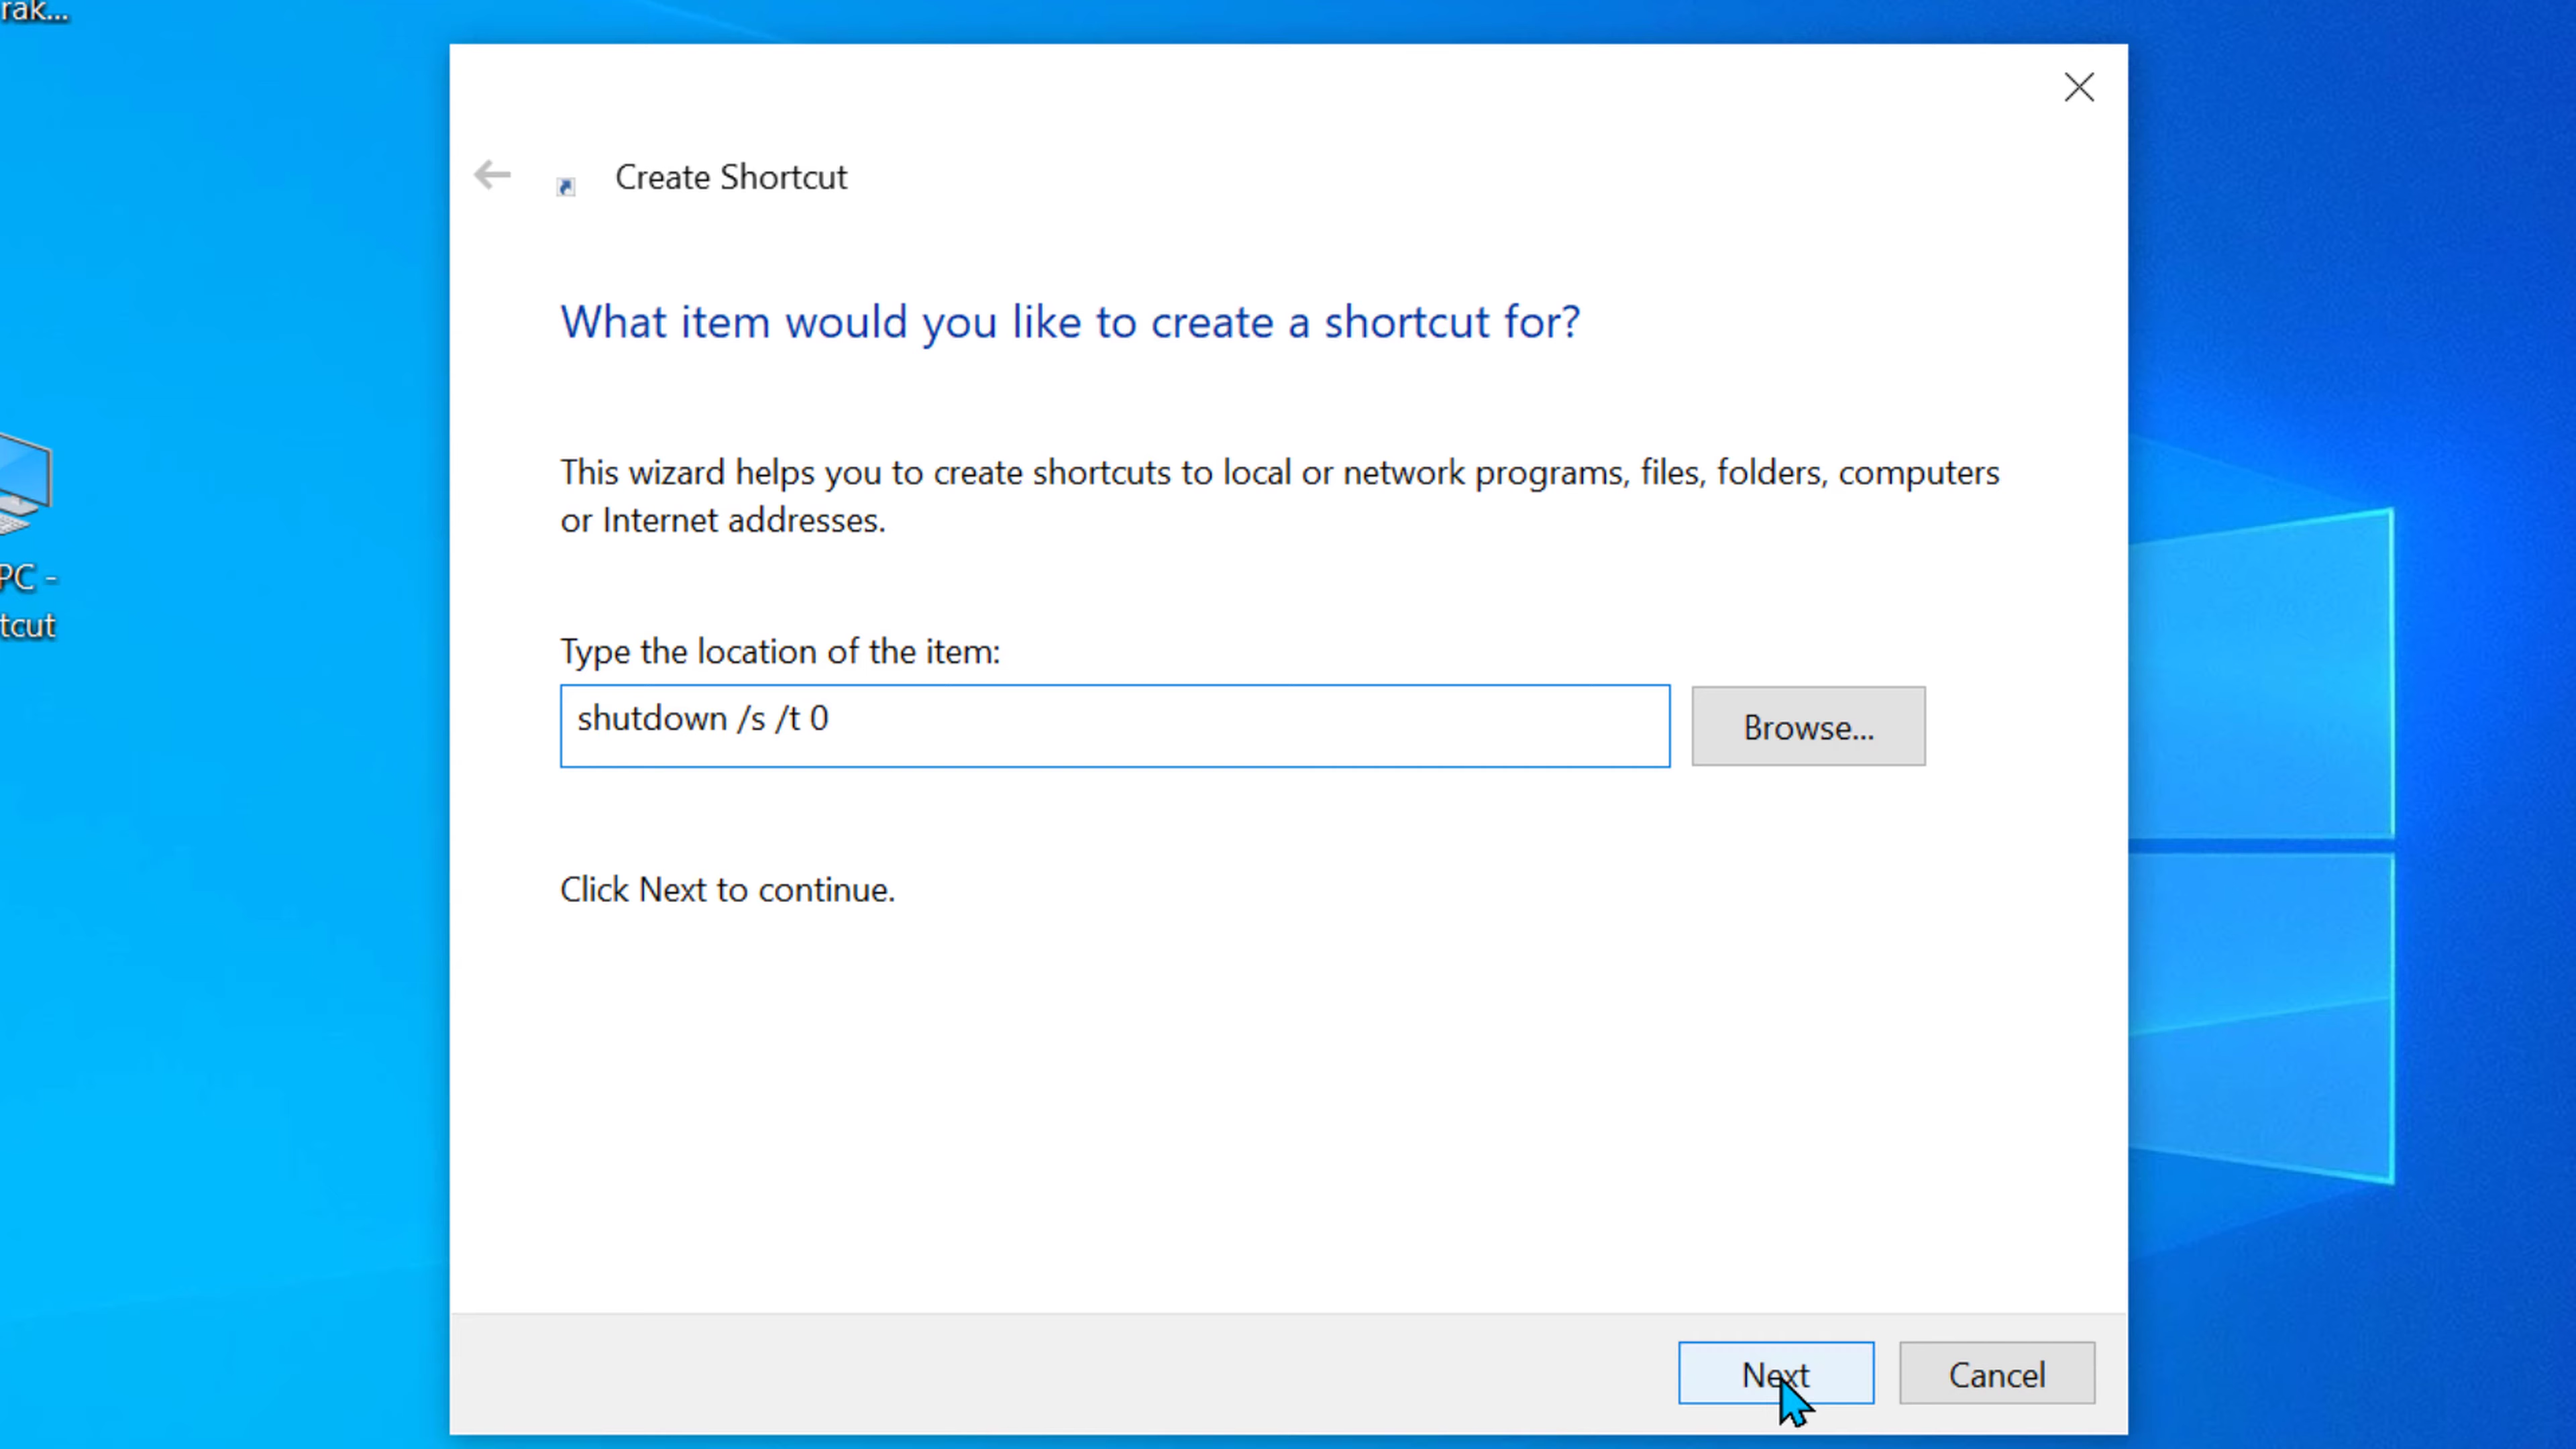 rak...
Create Shortcut
What item would you like to create a shortcut for?
This wizard helps you to create shortcuts to local or network programs, files, folders, computers
or Internet addresses.
PC -
tcut
Type the location of the item:
shutdown /s /t 0
Browse...
Click Next to continue.
Next
Cancel